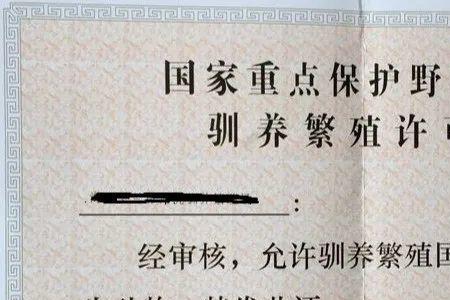 国家重点保护野
驯养繁殖许
：
经审核，允许驯养繁殖国